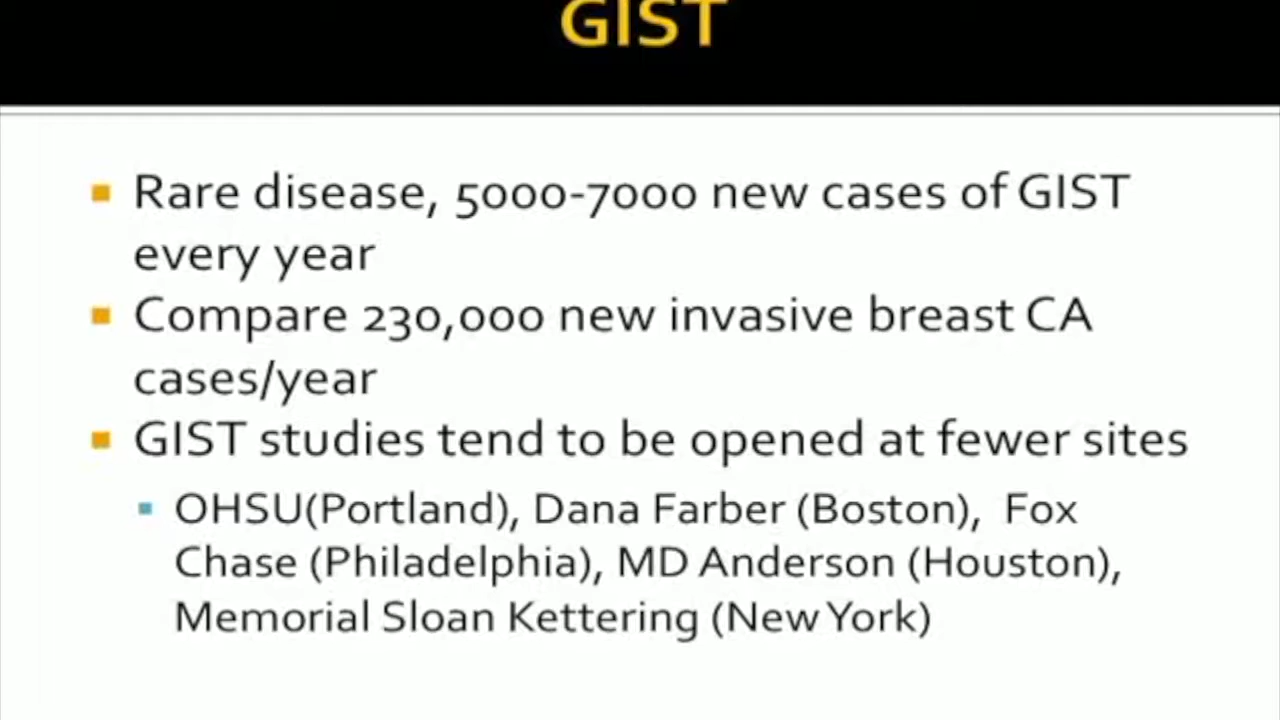 GIST
Rare disease, 5000-7000 new cases of GIST
every year
Compare 230,000 new invasive breast CA
cases/year
GIST studies tend to be opened at fewer sites
OHSU(Portland), Dana Farber (Boston), Fox
Chase (Philadelphia), MD Anderson (Houston),
Memorial Sloan Kettering (New York)